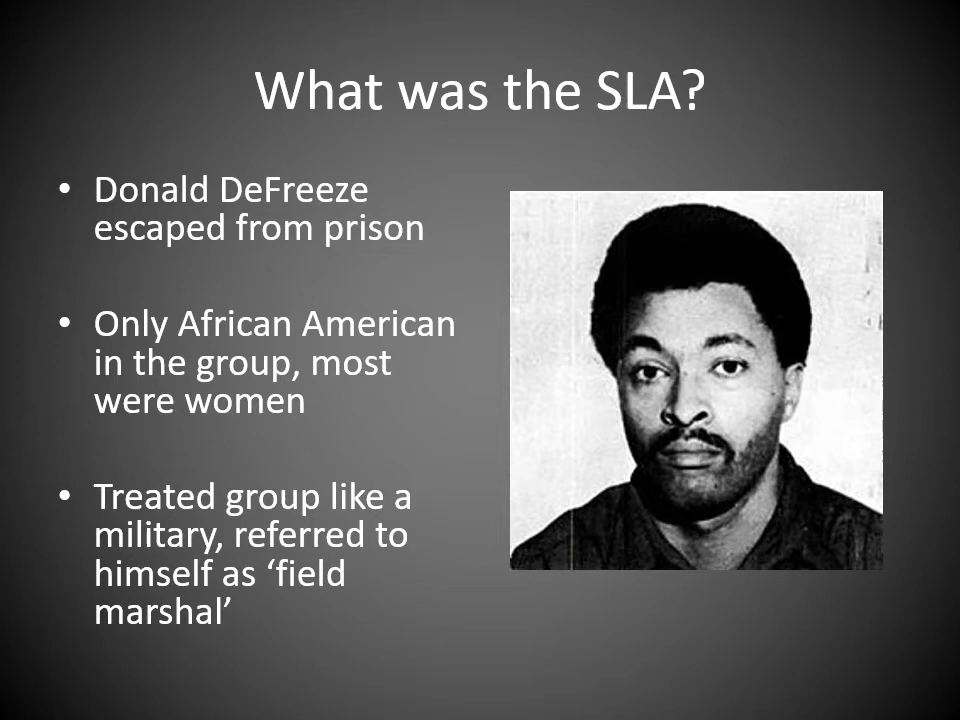 What was the SLA?
• Donald DeFreeze
escaped from prison
• Only African American
in the group, most
were women
• Treated group like a
military, referred to
himself as ‘field
marshal’